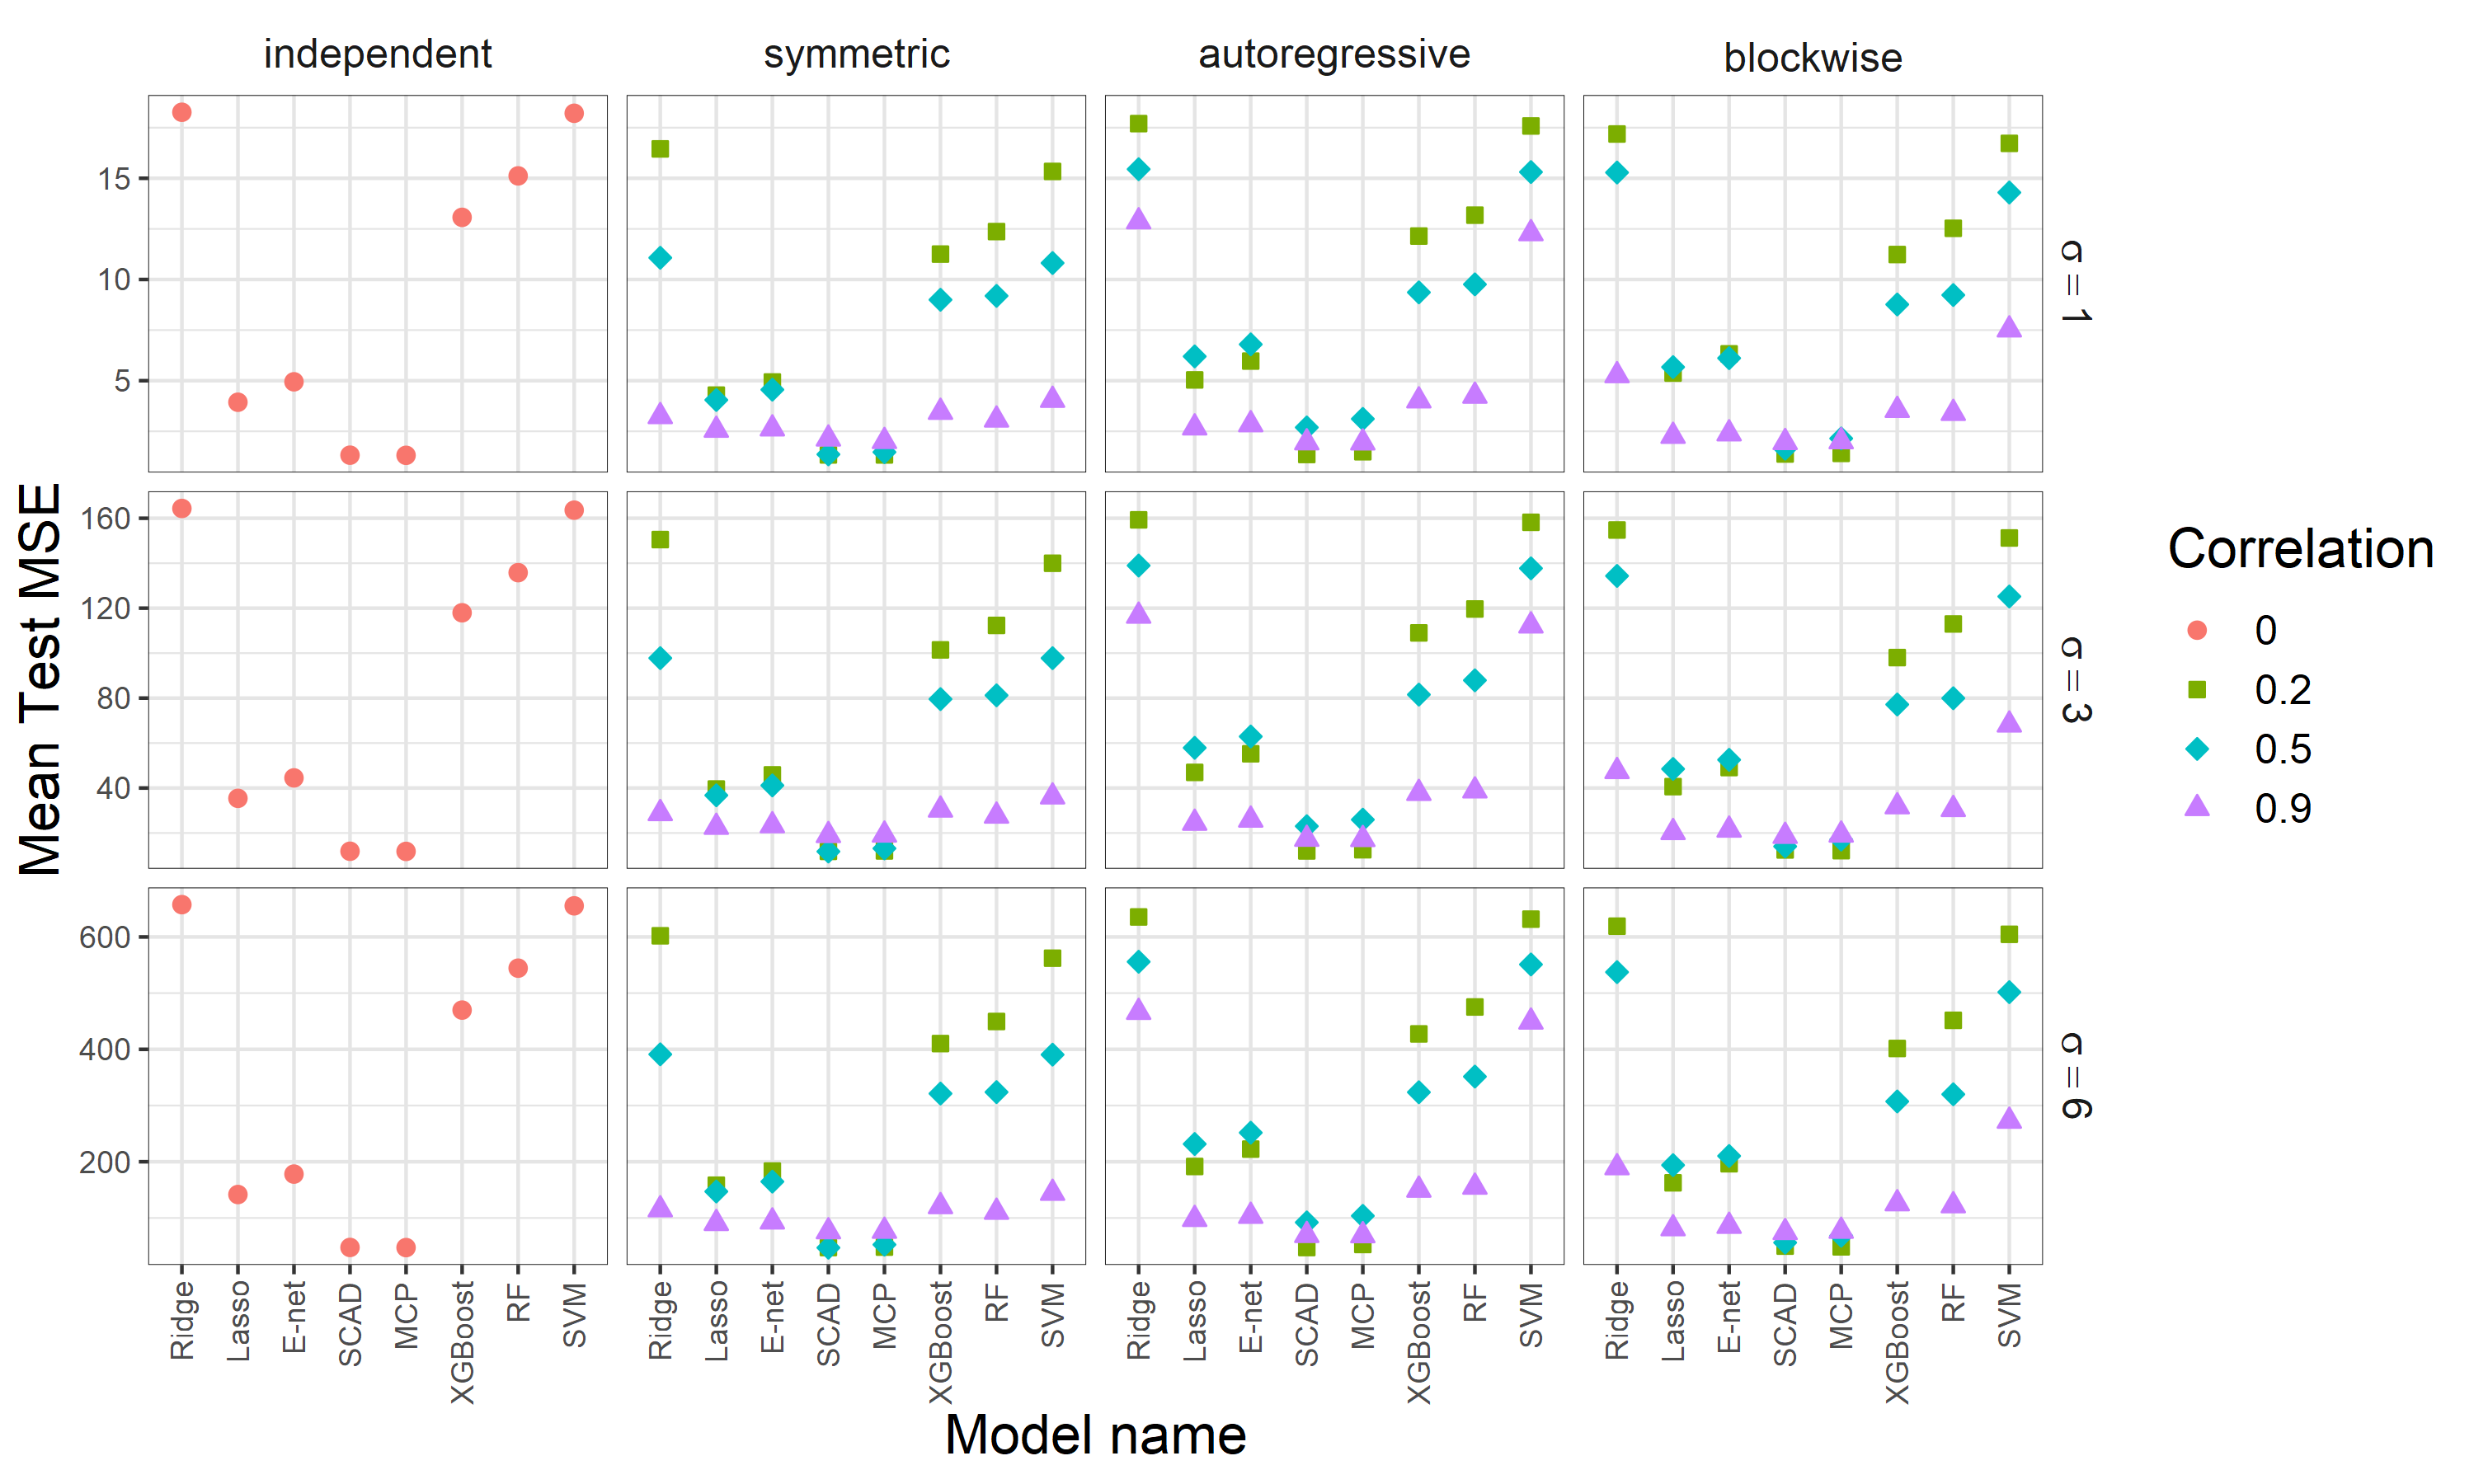 independent
symmetric
autoregressive
blockwise
15
10
5
σ = 1
160
120
80
40
σ = 3
600
400
200
σ = 6
Mean Test MSE
Ridge
Lasso
E-net
SCAD
MCP
XGBoost
RF
SVM
Ridge
Lasso
E-net
SCAD
MCP
XGBoost
RF
SVM
Ridge
Lasso
E-net
SCAD
MCP
XGBoost
RF
SVM
Ridge
Lasso
E-net
SCAD
MCP
XGBoost
RF
SVM
Model name
Correlation
0
0.2
0.5
0.9